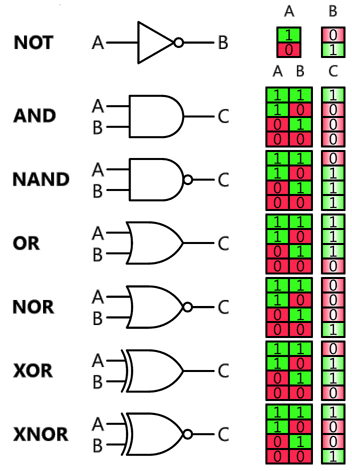 A B
NOT A B 1 0
0 1
A B C
1 1 1
A 1 0 0
AND C
B 0 1 0
0 0 0
1 1 0
A 1 0 1
NAND C
B 0 1 1
0 0 1
1 1 1
A 1 0 1
OR C
B 0 1 1
0 0 0
1 1 0
A 1 0 0
NOR C
B 0 1 0
0 0 1
1 1 0
A 1 0 1
XOR C
B 0 1 1
0 0 0
1 1 1
A 1 0 0
XNOR C
B 0 1 0
0 0 1